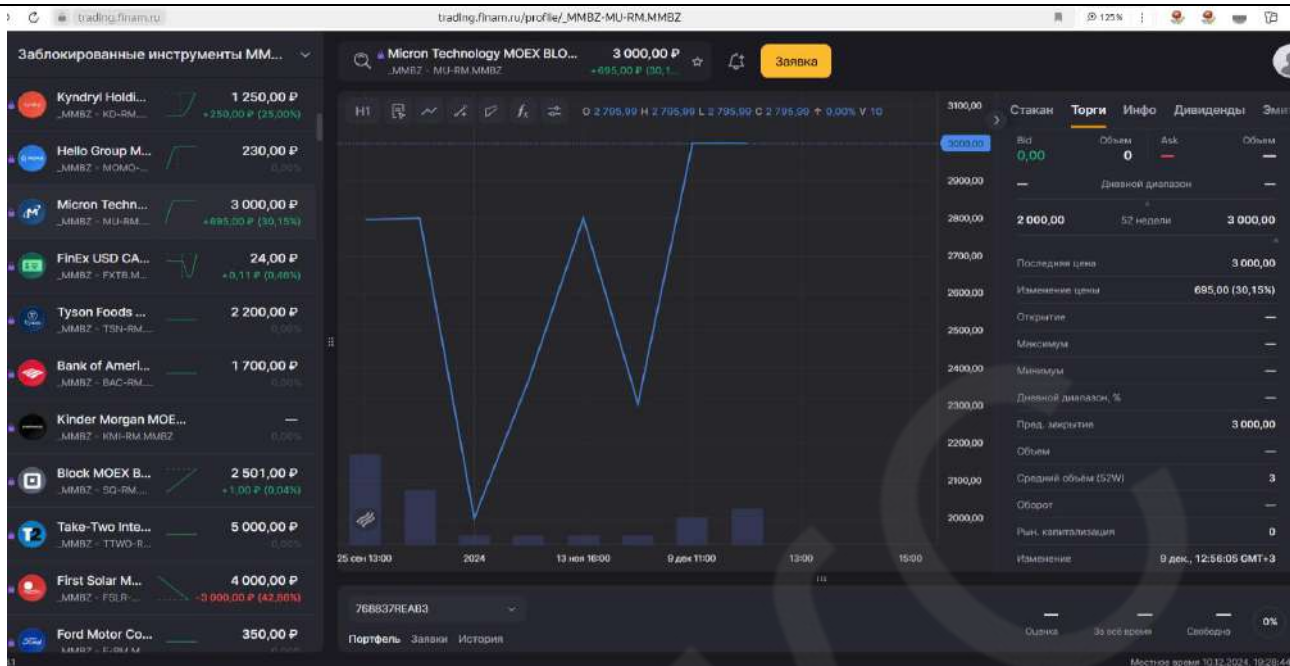 trading.finam.ru
trading.finam.ru/profile/_MMBZ-MU-RM.MMBZ
125%
Заблокированные инструменты ММ...
Kyndryl Holdi...
1 250,00 ₽
_MMBZ - KD-RM....
+250,00 ₽ (25,00%)
Hello Group M...
230,00 ₽
_MMBZ - MOMO-...
0,00%
Micron Techn...
3 000,00 ₽
_MMBZ - MU-RM....
+695,00 ₽ (30,15%)
FinEx USD CA...
24,00 ₽
_MMBZ - FXTB.M...
+0,11 ₽ (0,46%)
Tyson Foods ...
2 200,00 ₽
_MMBZ - TSN-RM....
0,00%
Bank of Ameri...
1 700,00 ₽
_MMBZ - BAC-RM....
0,00%
Kinder Morgan MOE...
—
_MMBZ - KMI-RM.MMBZ
0,00%
Block MOEX B...
2 501,00 ₽
_MMBZ - SQ-RM....
+1,00 ₽ (0,04%)
Take-Two Inte...
5 000,00 ₽
_MMBZ - TTWO-R...
0,00%
First Solar M...
4 000,00 ₽
_MMBZ - FSLR-...
-3 000,00 ₽ (42,86%)
Ford Motor Co...
350,00 ₽
Micron Technology MOEX BLO...
3 000,00 ₽
_MMBZ - MU-RM.MMBZ
+695,00 ₽ (30,1...
Заявка
H1
O 2 795,99 H 2 795,99 L 2 795,99 C 2 795,99 0,00% V 10
3100,00
3000,00
2900,00
2800,00
2700,00
2600,00
2500,00
2400,00
2300,00
2200,00
2100,00
2000,00
25 сен 13:00
2024
13 ноя 16:00
9 дек 11:00
13:00
15:00
Стакан Торги Инфо Дивиденды Эми
Bid Объем Ask Объем
0,00 0 — —
— Дневной диапазон —
2 000,00 52 недели 3 000,00
Последняя цена 3 000,00
Изменение цены 695,00 (30,15%)
Открытие —
Максимум —
Минимум —
Дневной диапазон, % —
Пред. закрытие 3 000,00
Объем —
Средний объём (52W) 3
Оборот —
Рын. капитализация 0
Изменение 9 дек., 12:56:05 GMT+3
768837REAB3
Портфель Заявки История
— — —
Оценка За всё время Свободно 0%
Местное время 10.12.2024, 19:28:44